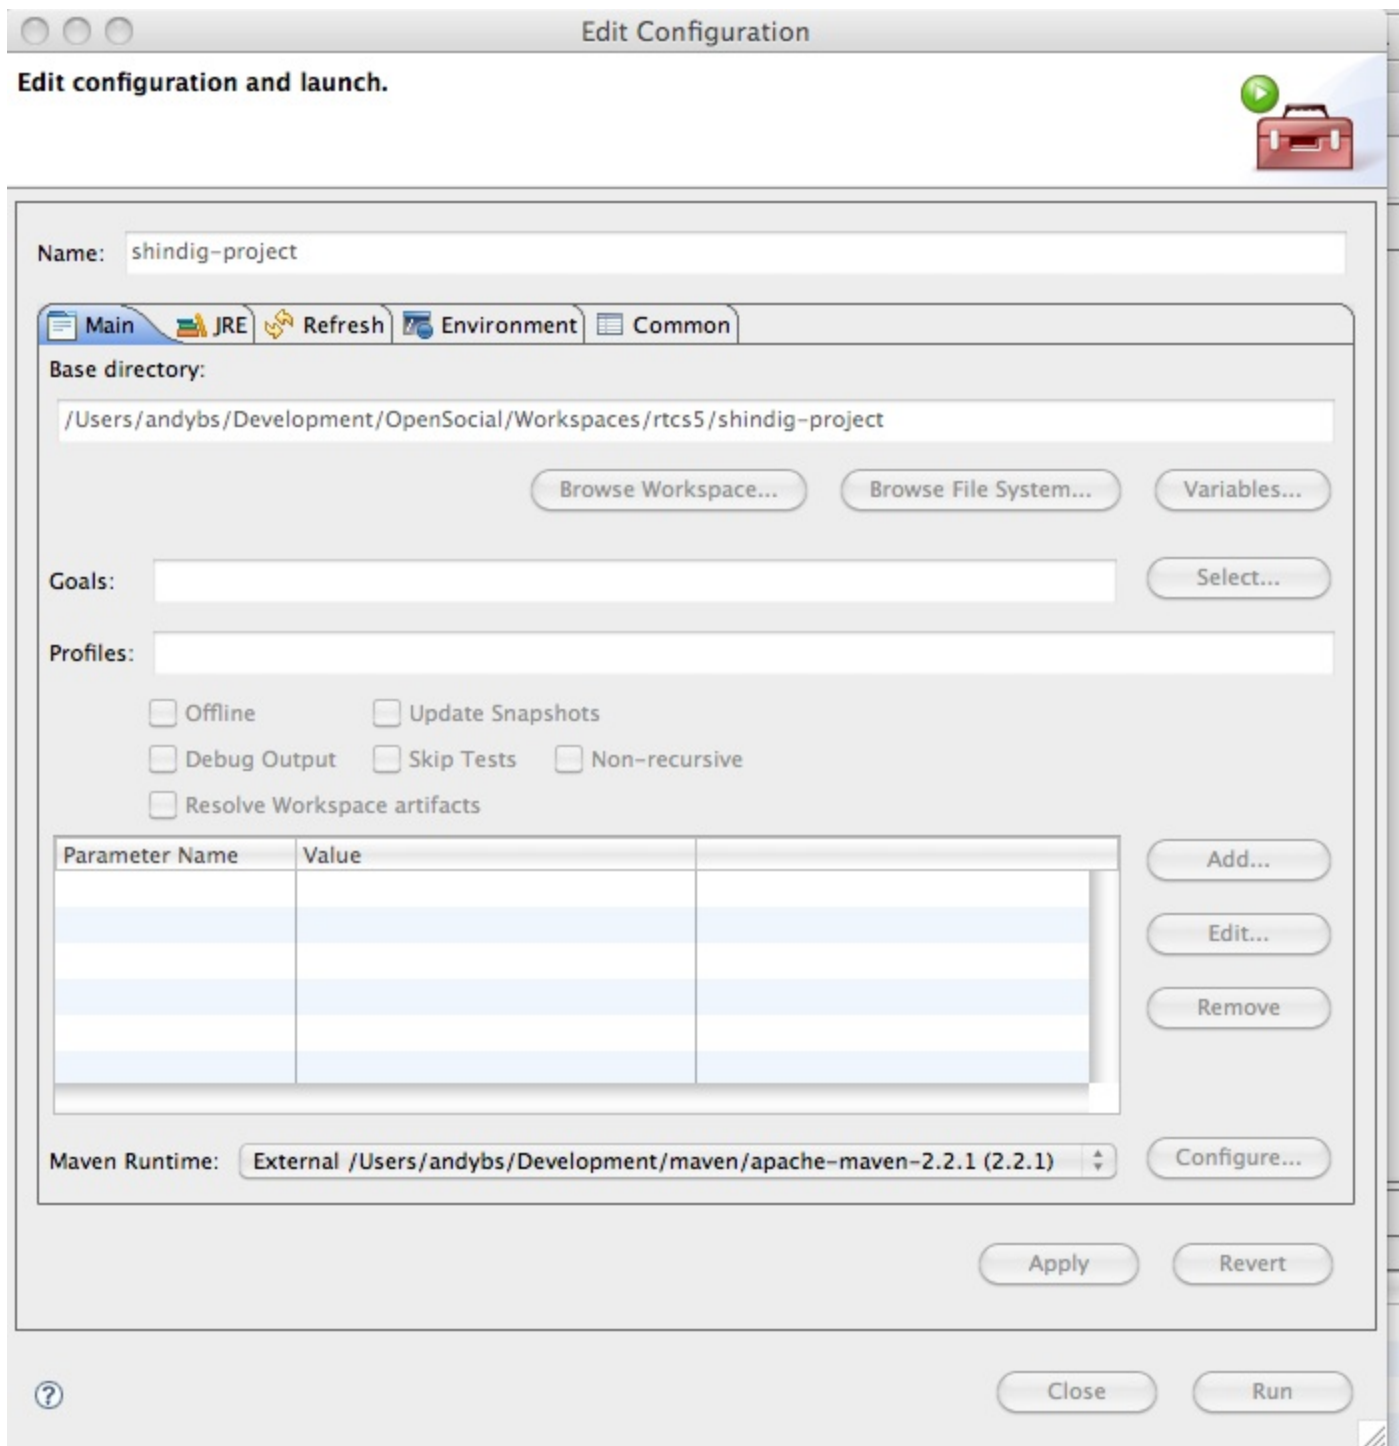 Edit Configuration
Edit configuration and launch.
Name: shindig-project
Main JRE Refresh Environment Common
Base directory:
/Users/andybs/Development/OpenSocial/Workspaces/rtcs5/shindig-project
Browse Workspace... Browse File System... Variables...
Goals: Select...
Profiles:
Offline Update Snapshots
Debug Output Skip Tests Non-recursive
Resolve Workspace artifacts
Parameter Name Value Add...
Edit...
Remove
Maven Runtime: External /Users/andybs/Development/maven/apache-maven-2.2.1 (2.2.1) Configure...
Apply Revert
? Close Run